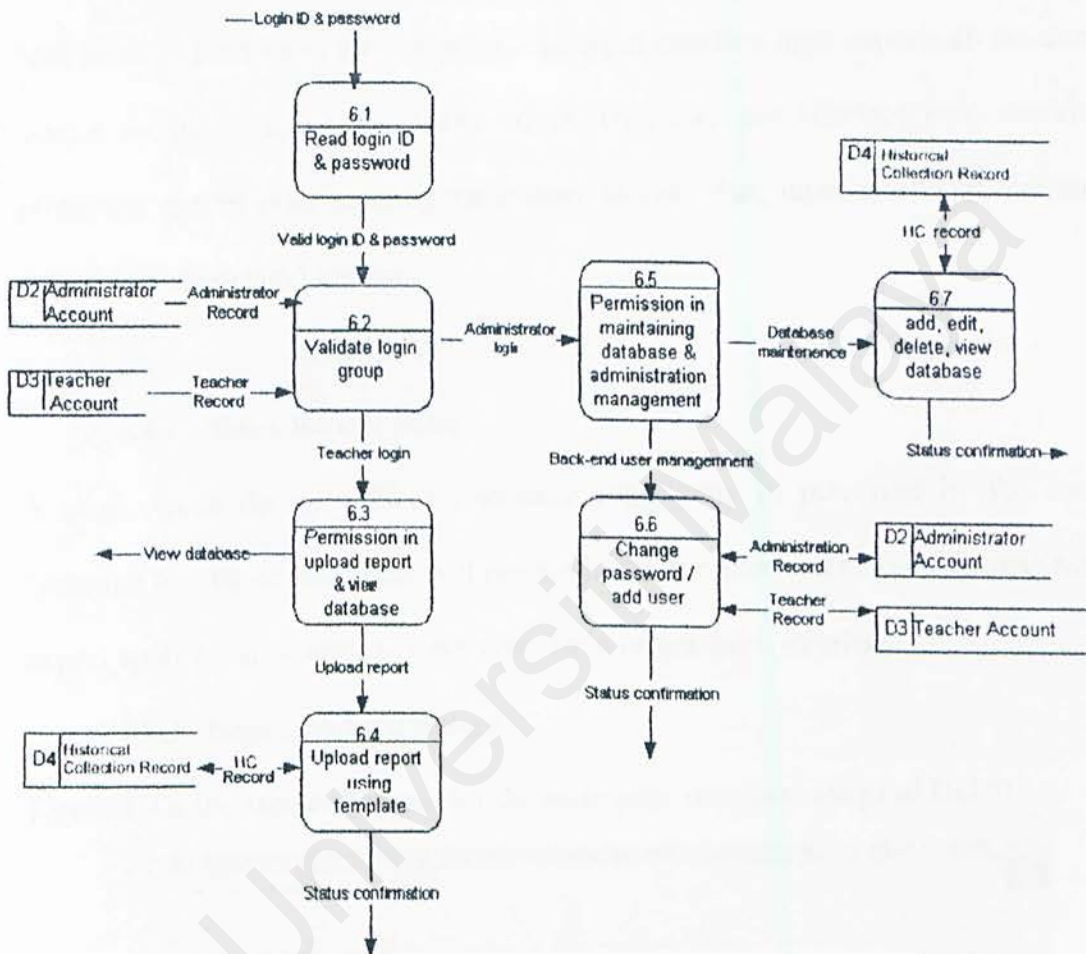 Login ID & password
6.1
Read login ID
& password
Valid login ID & password
D2 Administrator
Account
Administrator
Record
D3 Teacher
Account
Teacher
Record
6.2
Validate login
group
Administrator
login
6.5
Permission in
maintaining
database &
administration
management
Database
maintenence
D4 Historical
Collection Record
HC record
6.7
add, edit,
delete, view
database
Status confirmation
Teacher login
6.3
Permission in
upload report
& view
database
View database
Back-end user managemnent
6.6
Change
password /
add user
Administration
Record
D2 Administrator
Account
Teacher
Record
D3 Teacher Account
Status confirmation
Upload report
D4 Historical
Collection Record
HC
Record
6.4
Upload report
using
template
Status confirmation
Universiti Malaya